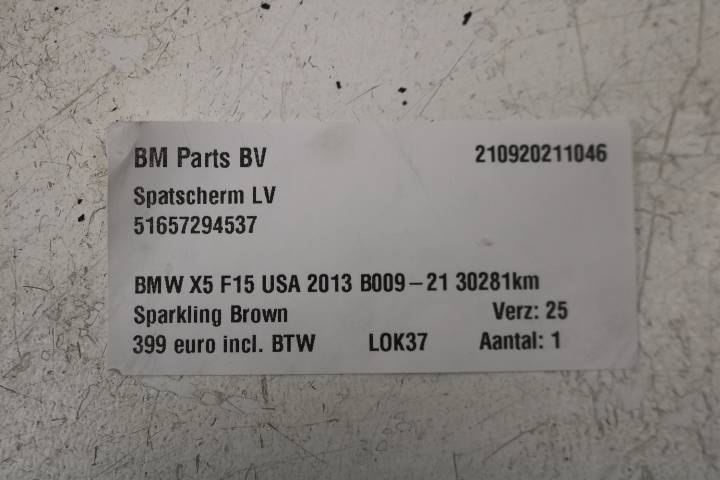 BM Parts BV 210920211046
Spatscherm LV
51657294537
BMW X5 F15 USA 2013 B009-21 30281km
Sparkling Brown Verz: 25
399 euro incl. BTW LOK37 Aantal: 1